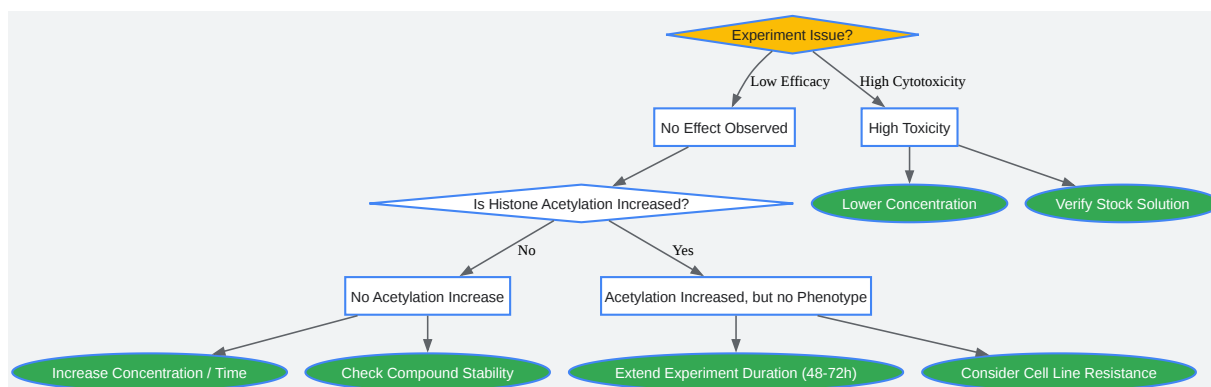 Experiment Issue?
Low Efficacy
High Cytotoxicity
No Effect Observed
High Toxicity
Is Histone Acetylation Increased?
Lower Concentration
Verify Stock Solution
No
Yes
No Acetylation Increase
Acetylation Increased, but no Phenotype
Increase Concentration / Time
Check Compound Stability
Extend Experiment Duration (48-72h)
Consider Cell Line Resistance